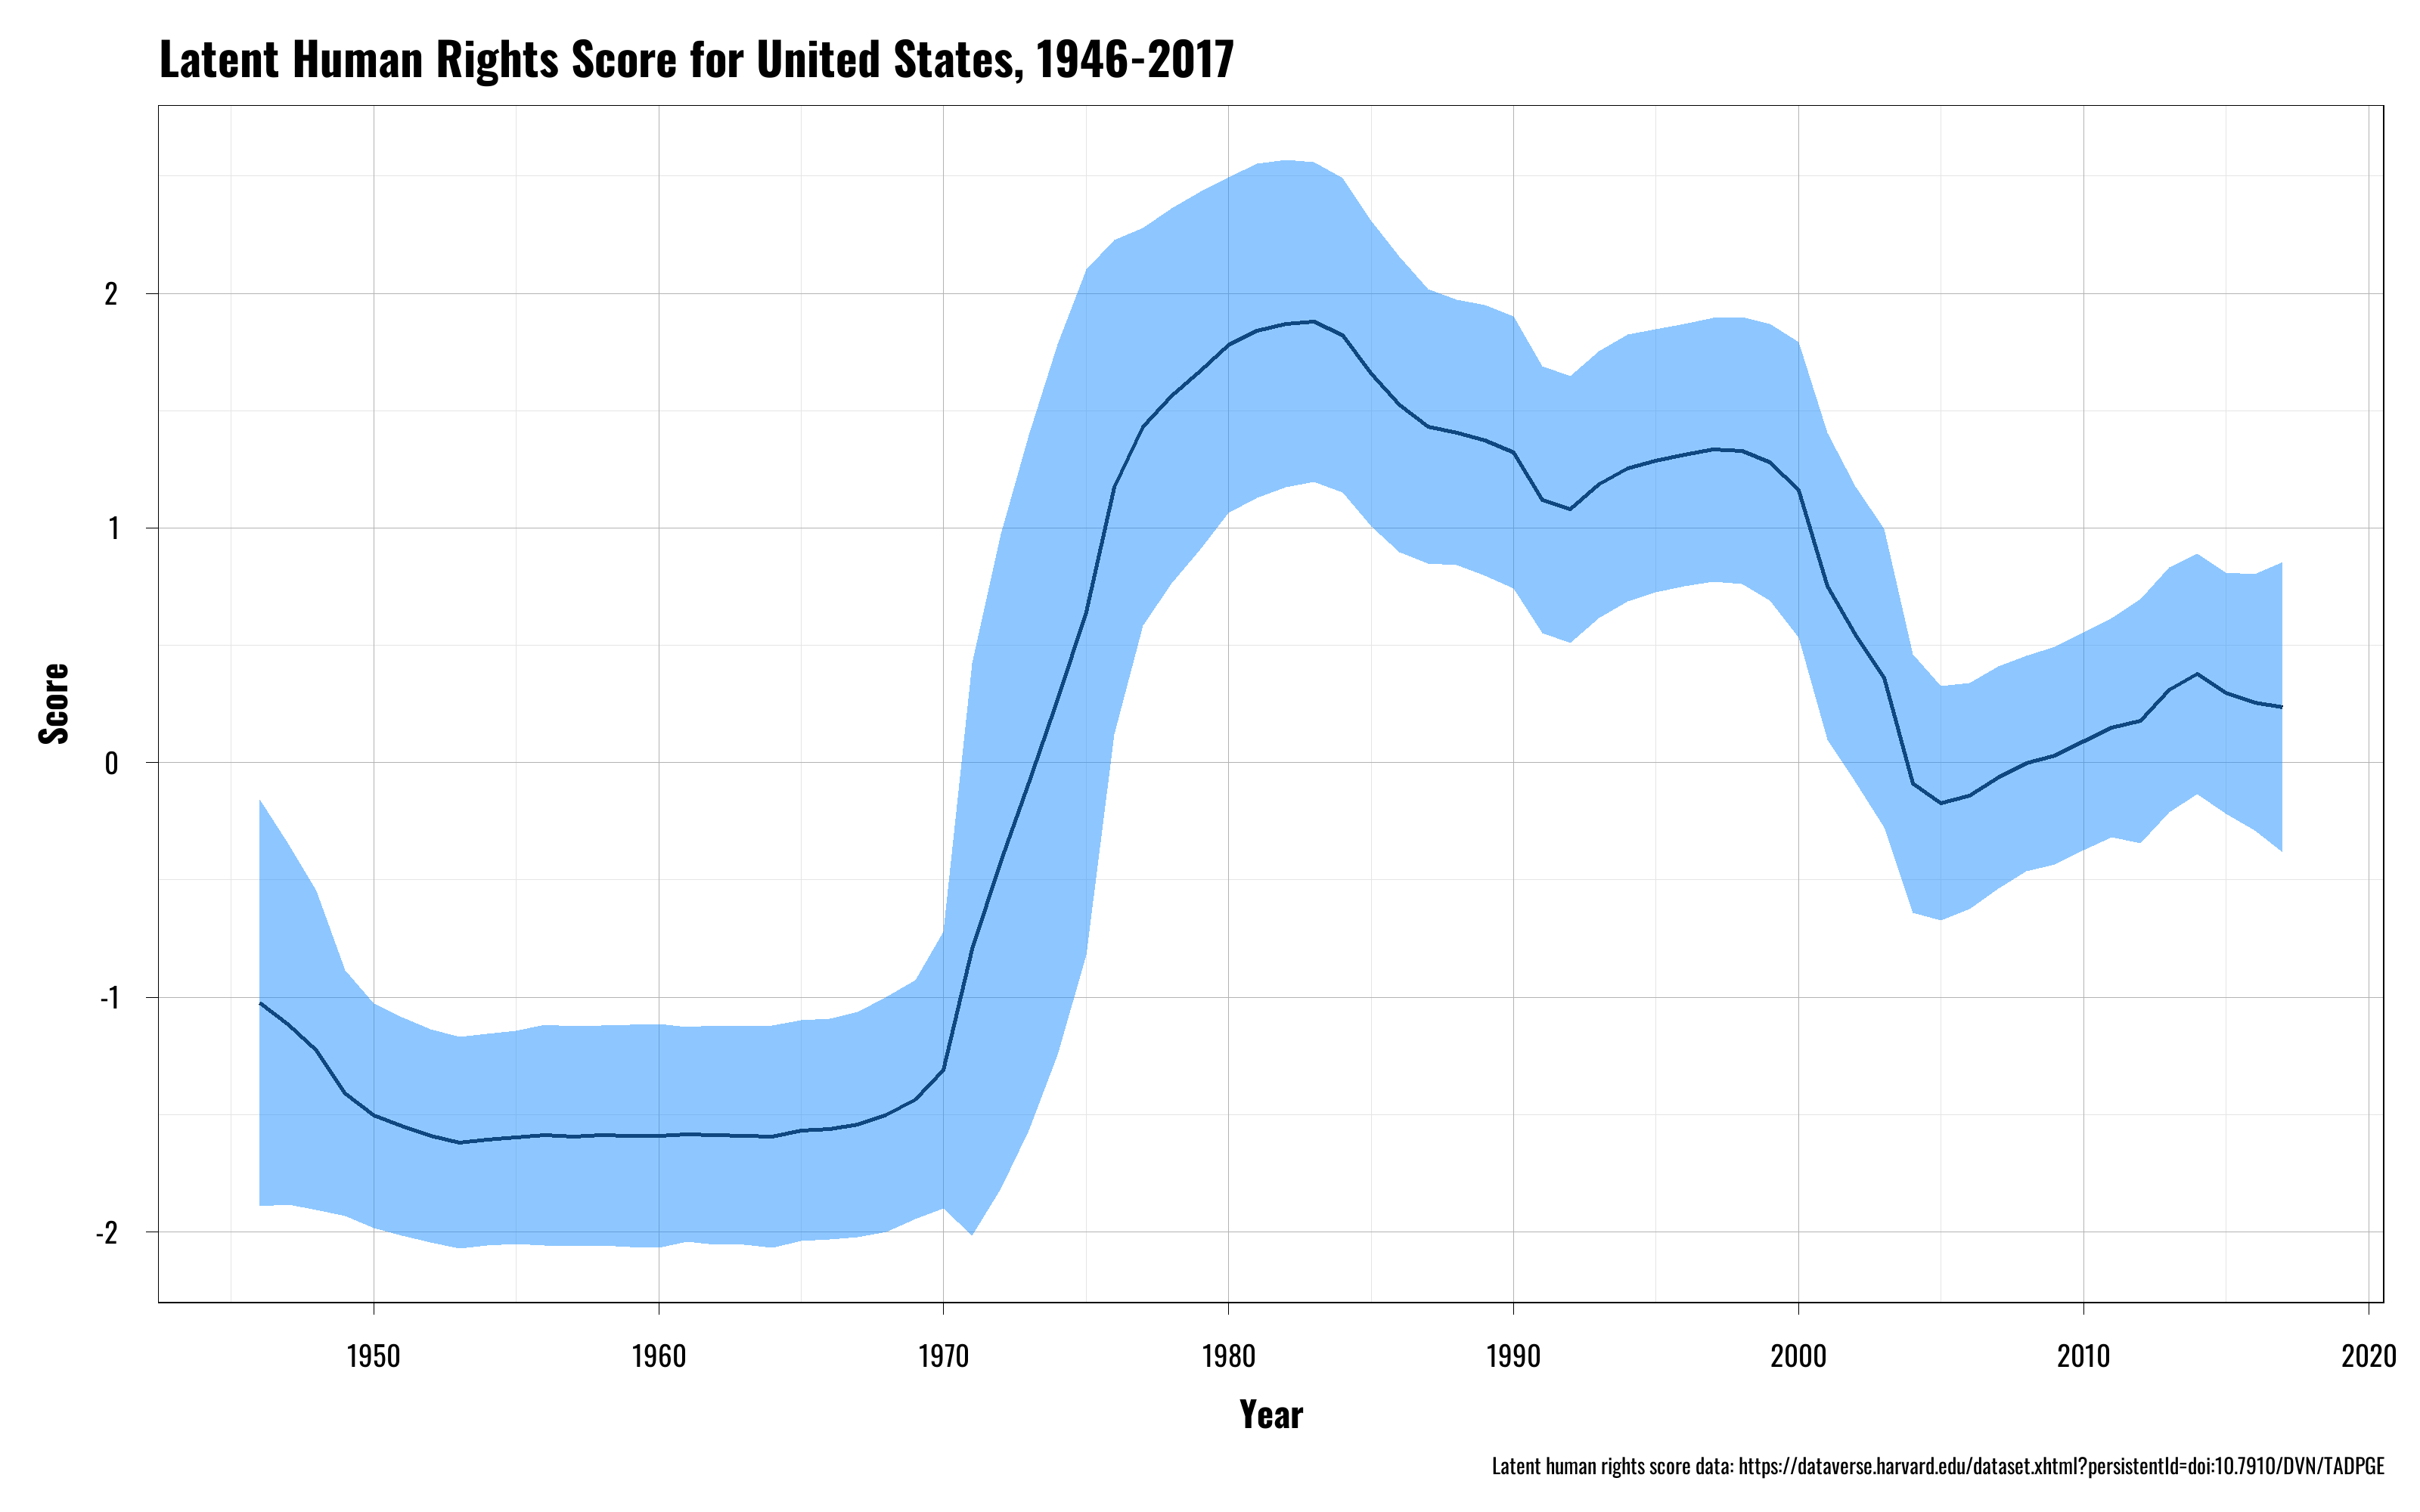 Latent Human Rights Score for United States, 1946-2017
Score
2
1
0
-1
-2
1950 1960 1970 1980 1990 2000 2010 2020
Year
Latent human rights score data: https://dataverse.harvard.edu/dataset.xhtml?persistentId=doi:10.7910/DVN/TADPGE